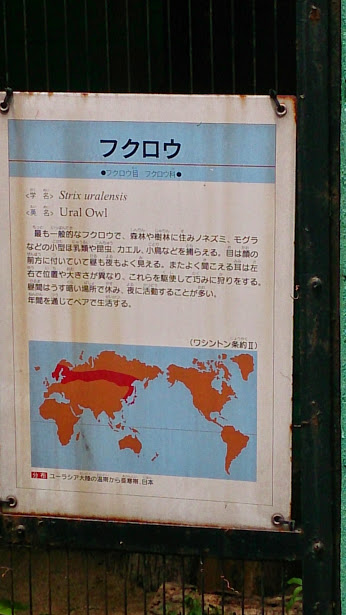 フクロウ
●フクロウ目 フクロウ科●
〈学 名〉 Strix uralensis
〈英 名〉 Ural Owl
最も一般的なフクロウで、森林や樹林に住みノネズミ、モグラ
などの小型ほ乳類や昆虫、カエル、小鳥などを捕らえる。目は顔の
前方に付いていて昼も夜もよく見える。またよく聞こえる耳は左
右で位置や大きさが異なり、これらを駆使して巧みに狩りをする。
昼間はうす暗い場所で休み、夜に活動することが多い。
年間を通じてペアで生活する。
(ワシントン条約Ⅱ)
分布 ユーラシア大陸の温帯から亜寒帯、日本